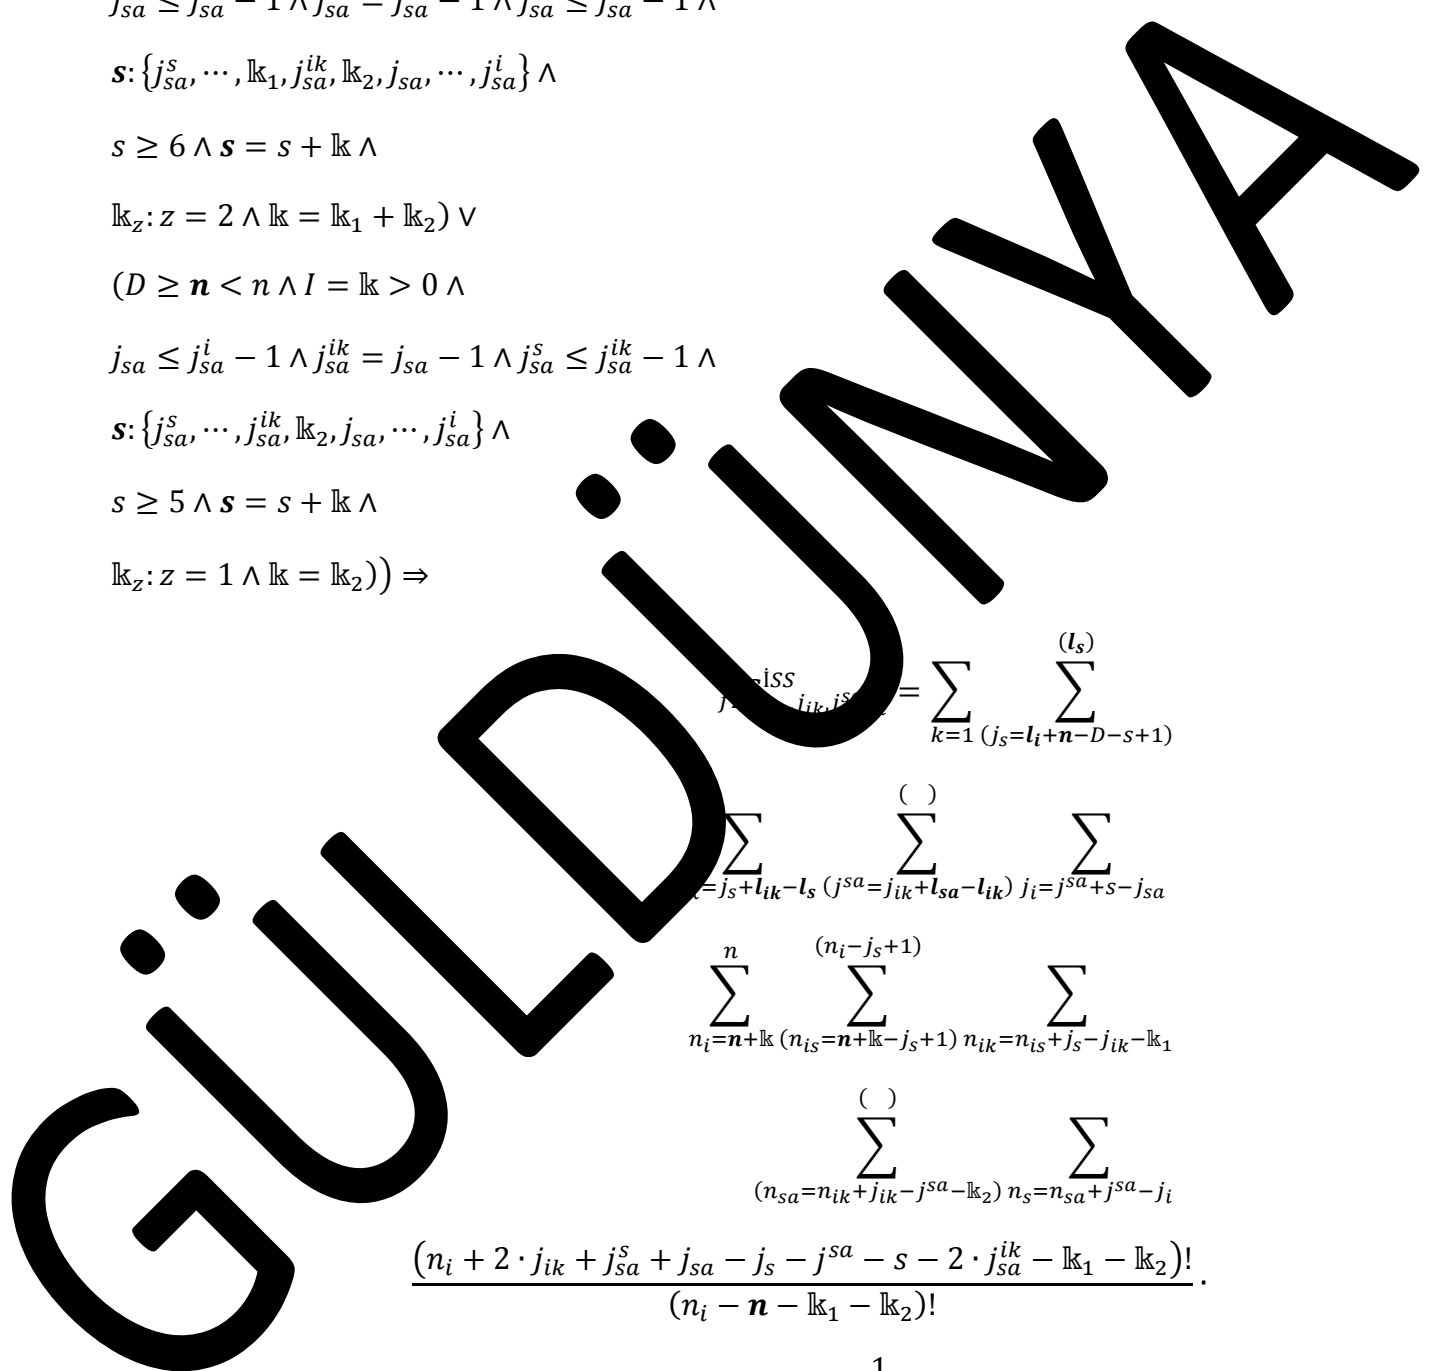 j_{sa} ≤ j_{sa} − 1 ∧ j_{sa} = j_{sa} − 1 ∧ j_{sa} ≤ j_{sa} − 1 ∧
s: {j_{sa}^{s}, ⋯, 𝕜_1, j_{sa}^{ik}, 𝕜_2, j_{sa}, ⋯, j_{sa}^{i}} ∧
s ≥ 6 ∧ s = s + 𝕜 ∧
𝕜_z: z = 2 ∧ 𝕜 = 𝕜_1 + 𝕜_2) ∨
(D ≥ n < n ∧ I = 𝕜 > 0 ∧
j_{sa} ≤ j_{sa}^{i} − 1 ∧ j_{sa}^{ik} = j_{sa} − 1 ∧ j_{sa}^{s} ≤ j_{sa}^{ik} − 1 ∧
s: {j_{sa}^{s}, ⋯, j_{sa}^{ik}, 𝕜_2, j_{sa}, ⋯, j_{sa}^{i}} ∧
s ≥ 5 ∧ s = s + 𝕜 ∧
𝕜_z: z = 1 ∧ 𝕜 = 𝕜_2)) ⇒
İSS = ∑_{k=1} ∑_{(j_s=l_i+n−D−s+1)}^{(l_s)}
∑_{=j_s+l_{ik}−l_s} ∑_{(j^{sa}=j_{ik}+l_{sa}−l_{ik})}^{( )} ∑_{j_i=j^{sa}+s−j_{sa}}
∑_{n_i=n+𝕜}^{n} ∑_{(n_{is}=n+𝕜−j_s+1)}^{(n_i−j_s+1)} ∑_{n_{ik}=n_{is}+j_s−j_{ik}−𝕜_1}
∑_{(n_{sa}=n_{ik}+j_{ik}−j^{sa}−𝕜_2)}^{( )} ∑_{n_s=n_{sa}+j^{sa}−j_i}
(n_i + 2 · j_{ik} + j_{sa}^{s} + j_{sa} − j_s − j^{sa} − s − 2 · j_{sa}^{ik} − 𝕜_1 − 𝕜_2)! ·
(n_i − n − 𝕜_1 − 𝕜_2)!
1
GÜLDÜNYA